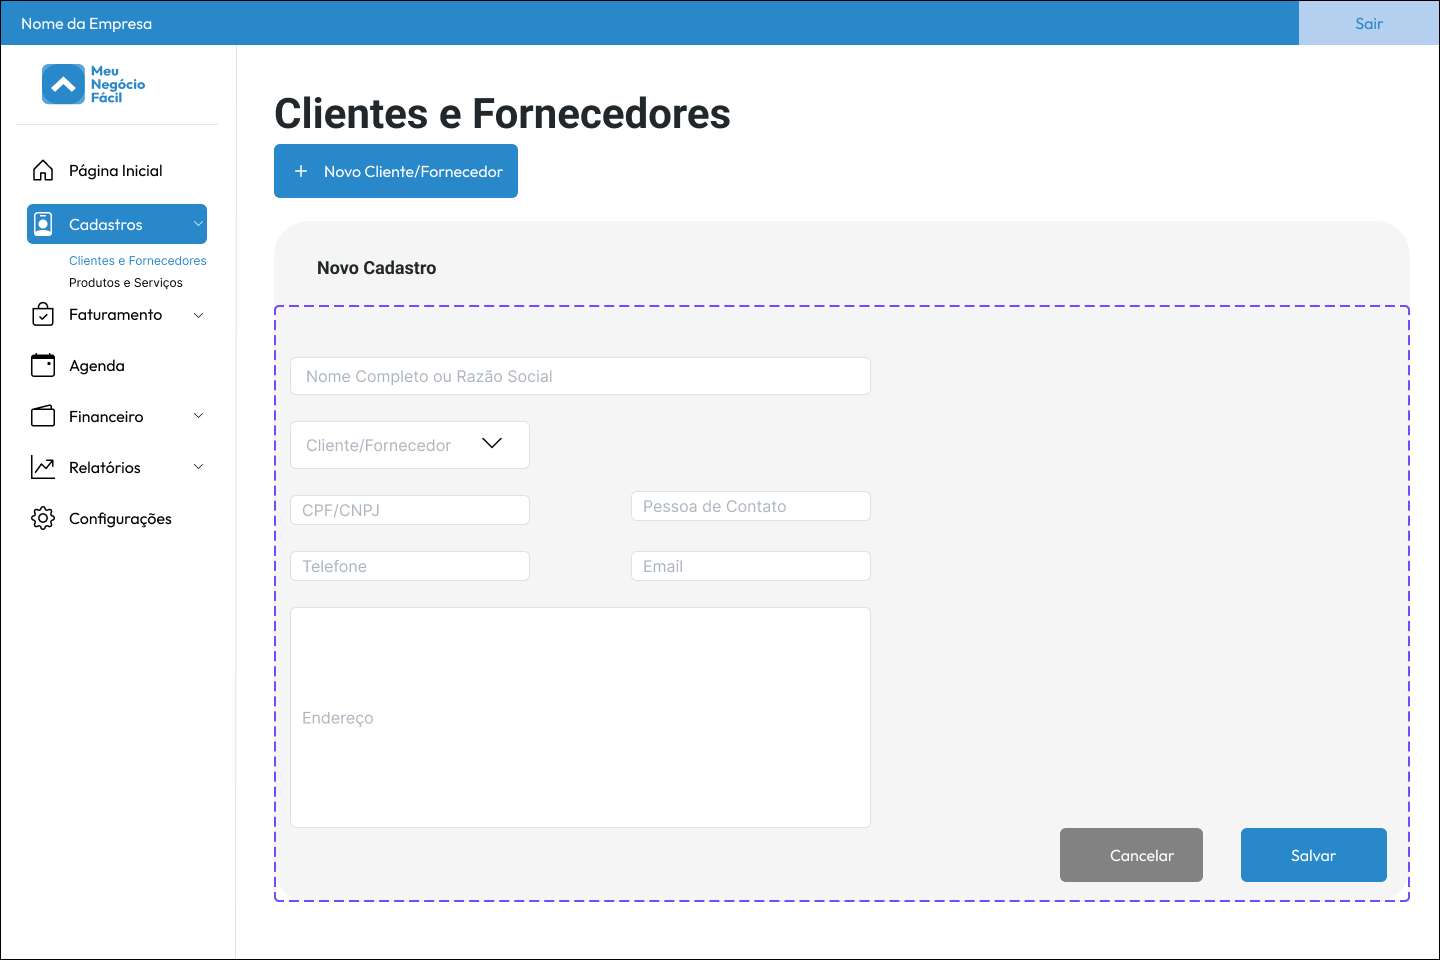 Nome da Empresa
Sair
Meu
Negócio
Fácil
Página Inicial
Cadastros
Clientes e Fornecedores
Produtos e Serviços
Faturamento
Agenda
Financeiro
Relatórios
Configurações
Clientes e Fornecedores
Novo Cliente/Fornecedor
Novo Cadastro
Nome Completo ou Razão Social
Cliente/Fornecedor
CPF/CNPJ
Pessoa de Contato
Telefone
Email
Endereço
Cancelar
Salvar